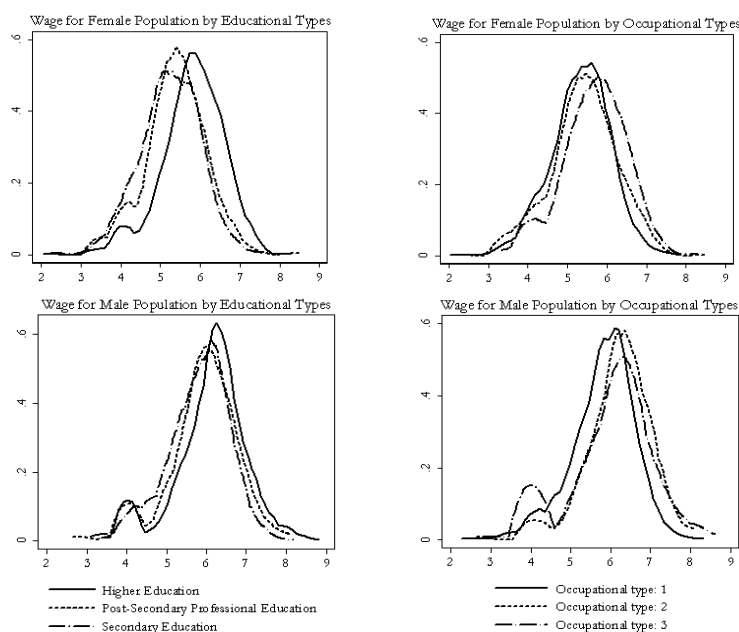 Wage for Female Population by Educational Types
.6
.4
.2
0
2 3 4 5 6 7 8 9
Wage for Female Population by Occupational Types
.6
.4
.2
0
2 3 4 5 6 7 8 9
Wage for Male Population by Educational Types
.6
.4
.2
0
2 3 4 5 6 7 8 9
Wage for Male Population by Occupational Types
.6
.4
.2
0
2 3 4 5 6 7 8 9
Higher Education
Post-Secondary Professional Education
Secondary Education
Occupational type: 1
Occupational type: 2
Occupational type: 3